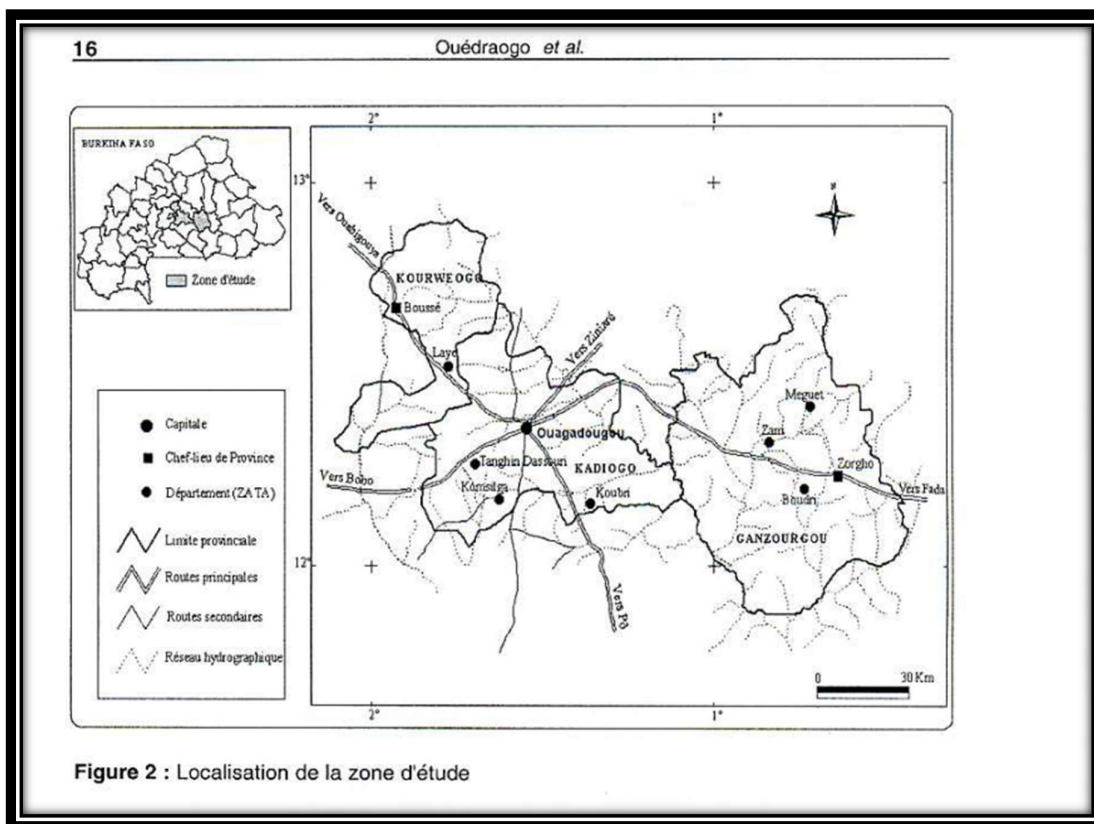 16
Ouédraogo et al.
2°
1°
BURKINA FASO
Zone d'étude
13°
N
Vers Ouahigouya
KOURWEOGO
Boussé
Laye
Vers Ziniaré
Capitale
Chef-lieu de Province
Département (ZATA)
Limite provinciale
Routes principales
Routes secondaires
Réseau hydrographique
Ouagadougou
Meguet
Zam
Zorgho
Vers Fada
Boudri
GANZOURGOU
Tanghin Dassouri
KADIOGO
Vers Bobo
Komsilga
Koubri
12°
Vers Pô
0 30 Km
2°
1°
Figure 2 : Localisation de la zone d'étude